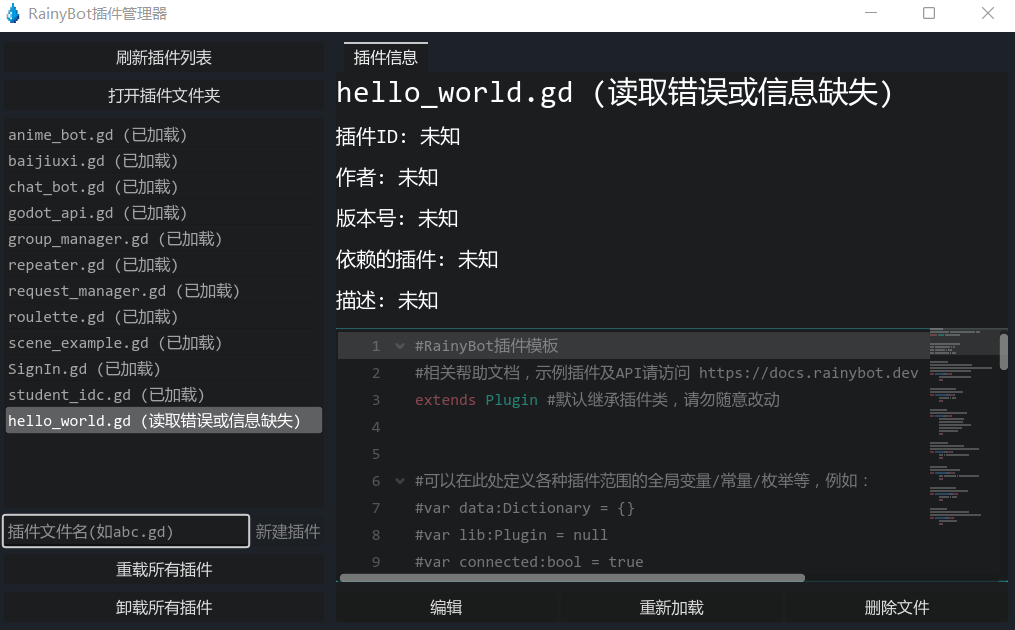 RainyBot插件管理器
刷新插件列表
打开插件文件夹
anime_bot.gd (已加载)
baijiuxi.gd (已加载)
chat_bot.gd (已加载)
godot_api.gd (已加载)
group_manager.gd (已加载)
repeater.gd (已加载)
request_manager.gd (已加载)
roulette.gd (已加载)
scene_example.gd (已加载)
SignIn.gd (已加载)
student_idc.gd (已加载)
hello_world.gd (读取错误或信息缺失)
插件文件名(如abc.gd)
新建插件
重载所有插件
卸载所有插件
插件信息
hello_world.gd (读取错误或信息缺失)
插件ID: 未知
作者: 未知
版本号: 未知
依赖的插件: 未知
描述: 未知
1 #RainyBot插件模板
2 #相关帮助文档，示例插件及API请访问 https://docs.rainybot.dev
3 extends Plugin #默认继承插件类，请勿随意改动
4
5
6 #可以在此处定义各种插件范围的全局变量/常量/枚举等，例如：
7 #var data:Dictionary = {}
8 #var lib:Plugin = null
9 #var connected:bool = true
编辑
重新加载
删除文件